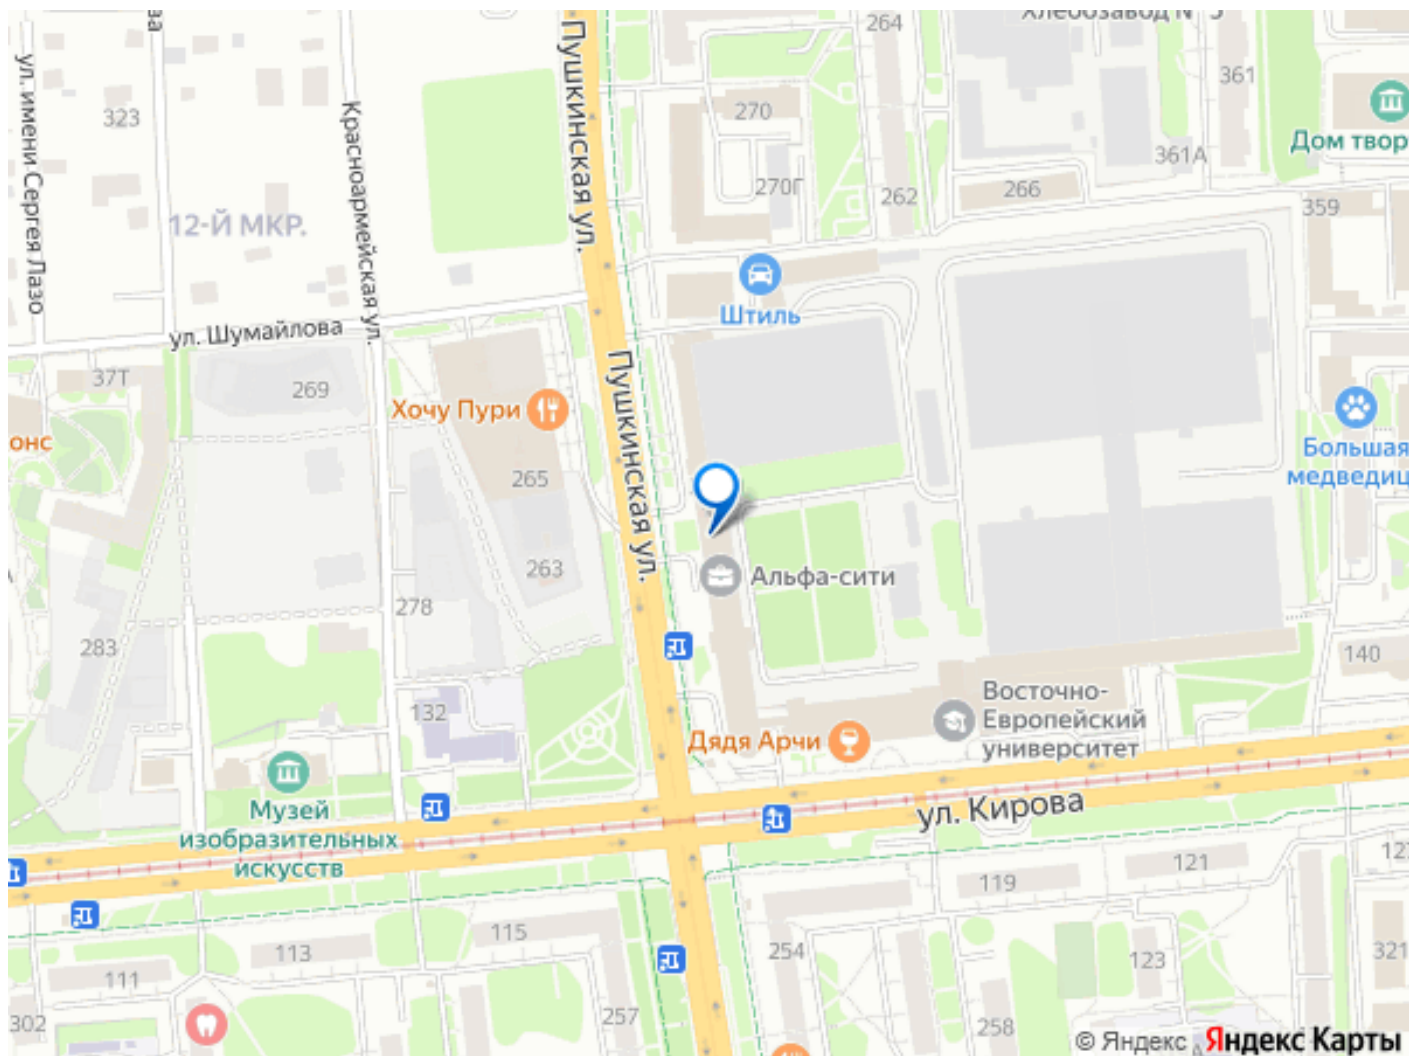 264
Хлебозавод № 3
361
323
270
Дом твор
361А
270Г
262
266
359
ул. имени Сергея Лазо
Красноармейская ул.
Пушкинская ул.
12-Й МКР.
Штиль
ул. Шумайлова
37Т
269
Хочу Пури
Пушкинская ул.
онс
265
Большая
медведиц
263
Альфа-сити
278
283
140
132
Восточно-
Европейский
университет
Дядя Арчи
Музей
изобразительных
искусств
ул. Кирова
121
12
119
115
113
111
254
123
321
302
257
258
© Яндекс Яндекс Карты